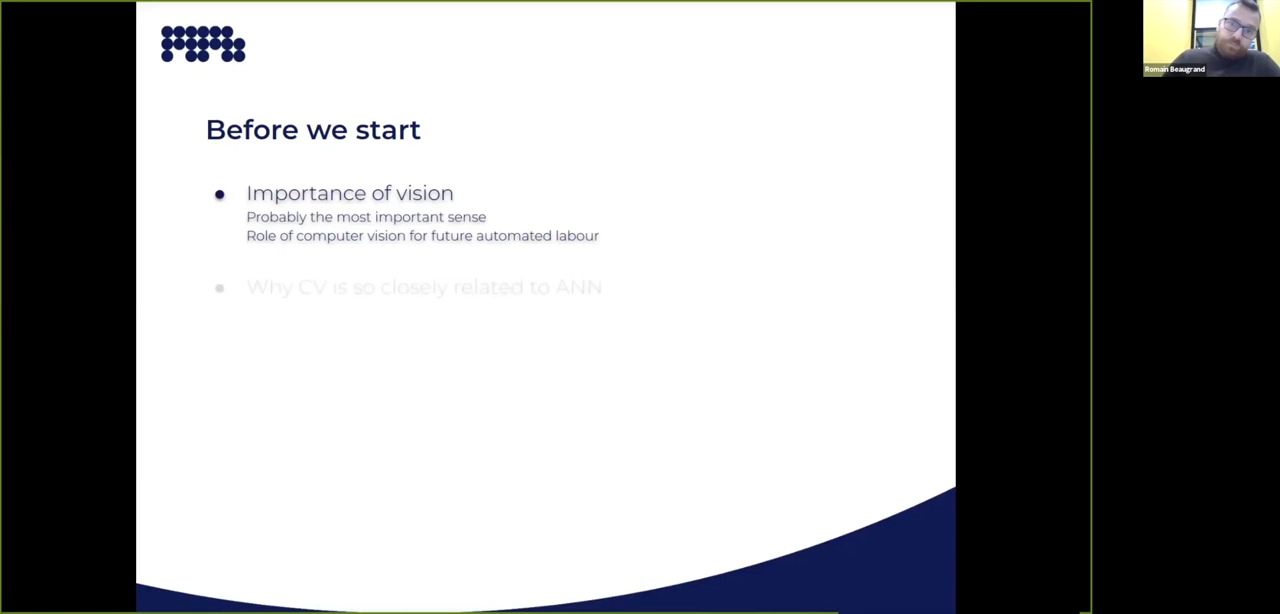 Before we start
Importance of vision
Probably the most important sense
Role of computer vision for future automated labour
Why CV is so closely related to ANN
Romain Beaugrand